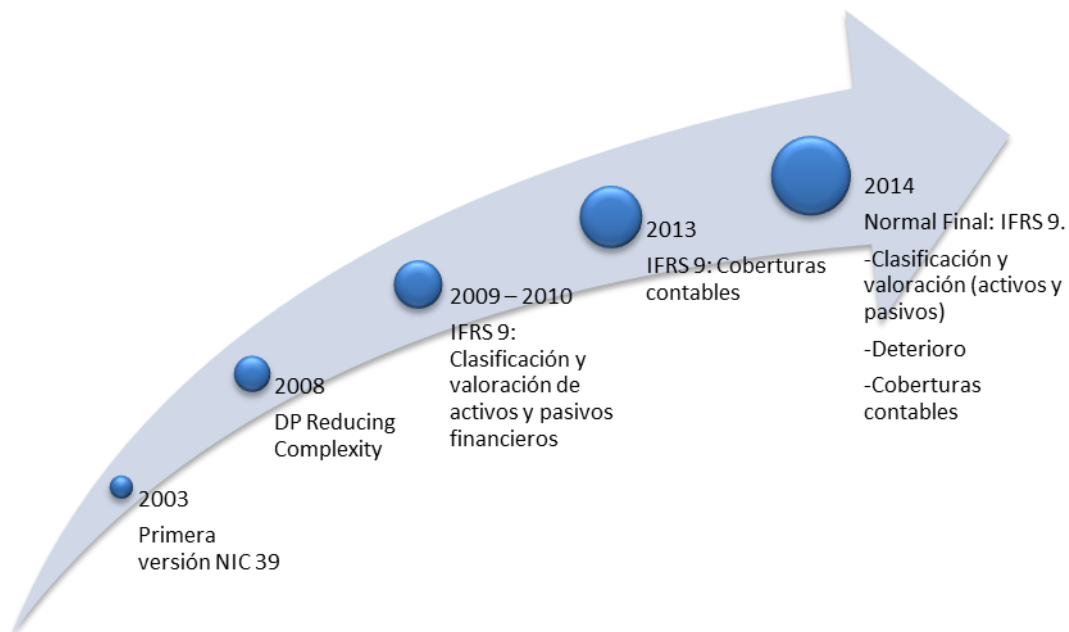 2003
Primera
versión NIC 39
2008
DP Reducing
Complexity
2009 – 2010
IFRS 9:
Clasificación y
valoración de
activos y pasivos
financieros
2013
IFRS 9: Coberturas
contables
2014
Normal Final: IFRS 9.
-Clasificación y
valoración (activos y
pasivos)
-Deterioro
-Coberturas
contables